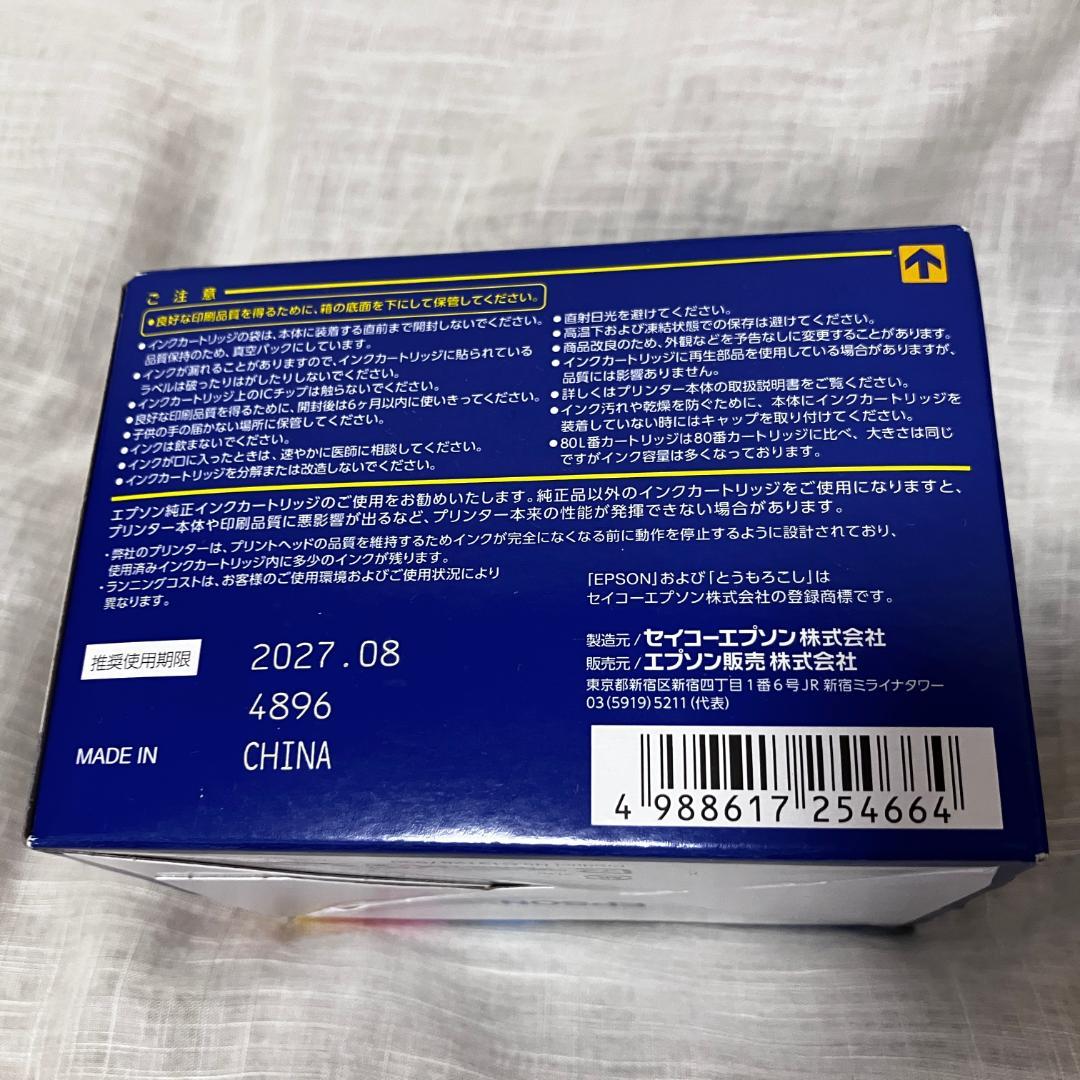 ご注意
●良好な印刷品質を得るために、箱の底面を下にして保管してください。
●インクカートリッジの袋は、本体に装着する直前まで開封しないでください。
品質保持のため、真空パックにしています。
●インクが漏れることがありますので、インクカートリッジに貼られている
ラベルは破ったりはがしたりしないでください。
●インクカートリッジ上のICチップは触らないでください。
●良好な印刷品質を得るために、開封後は6ヶ月以内に使いきってください。
●子供の手の届かない場所に保管してください。
●インクは飲まないでください。
●インクが口に入ったときは、速やかに医師に相談してください。
●インクカートリッジを分解または改造しないでください。
●直射日光を避けてください。
●高温下および凍結状態での保存は避けてください。
●商品改良のため、外観などを予告なしに変更することがあります。
●インクカートリッジに再生部品を使用している場合がありますが、
品質には影響ありません。
●詳しくはプリンター本体の取扱説明書をご覧ください。
●インク汚れや乾燥を防ぐために、本体にインクカートリッジを
装着していない時にはキャップを取り付けてください。
●80L番カートリッジは80番カートリッジに比べ、大きさは同じ
ですがインク容量は多くなっております。
エプソン純正インクカートリッジのご使用をお勧めいたします。純正品以外のインクカートリッジをご使用になりますと、
プリンター本体や印刷品質に悪影響が出るなど、プリンター本来の性能が発揮できない場合があります。
・弊社のプリンターは、プリントヘッドの品質を維持するためインクが完全になくなる前に動作を停止するように設計されており、
使用済みインクカートリッジ内に多少のインクが残ります。
・ランニングコストは、お客様のご使用環境およびご使用状況により
異なります。
「EPSON」および「とうもろこし」は
セイコーエプソン株式会社の登録商標です。
推奨使用期限 2027.08
4896
MADE IN CHINA
製造元/セイコーエプソン株式会社
販売元/エプソン販売株式会社
東京都新宿区新宿四丁目1番6号JR新宿ミライナタワー
03(5919)5211(代表)
4 988617 254664
EPSON